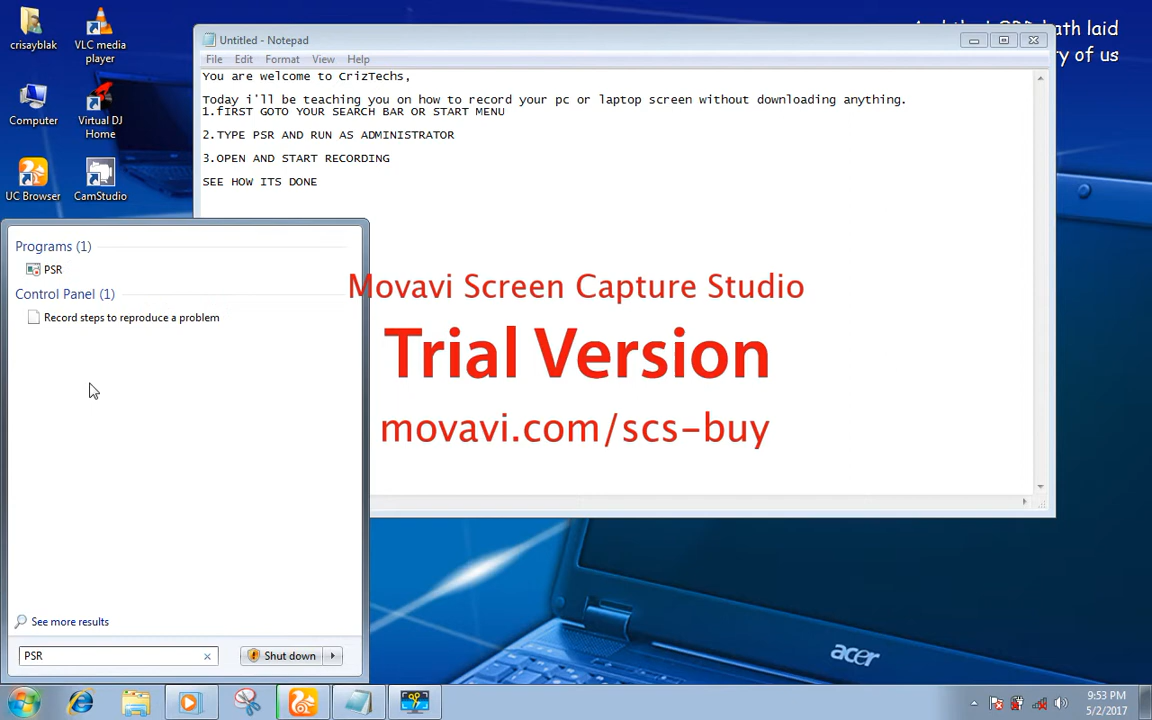 crisayblak
VLC media
player
Computer
Virtual DJ
Home
UC Browser
CamStudio
ath laid
y of us
Untitled - Notepad
File Edit Format View Help
You are welcome to CrizTechs,
Today i'll be teaching you on how to record your pc or laptop screen without downloading anything.
1.fIRST GOTO YOUR SEARCH BAR OR START MENU
2.TYPE PSR AND RUN AS ADMINISTRATOR
3.OPEN AND START RECORDING
SEE HOW ITS DONE
Programs (1)
PSR
Control Panel (1)
Record steps to reproduce a problem
Movavi Screen Capture Studio
Trial Version
movavi.com/scs-buy
See more results
PSR
Shut down
acer
9:53 PM
5/2/2017